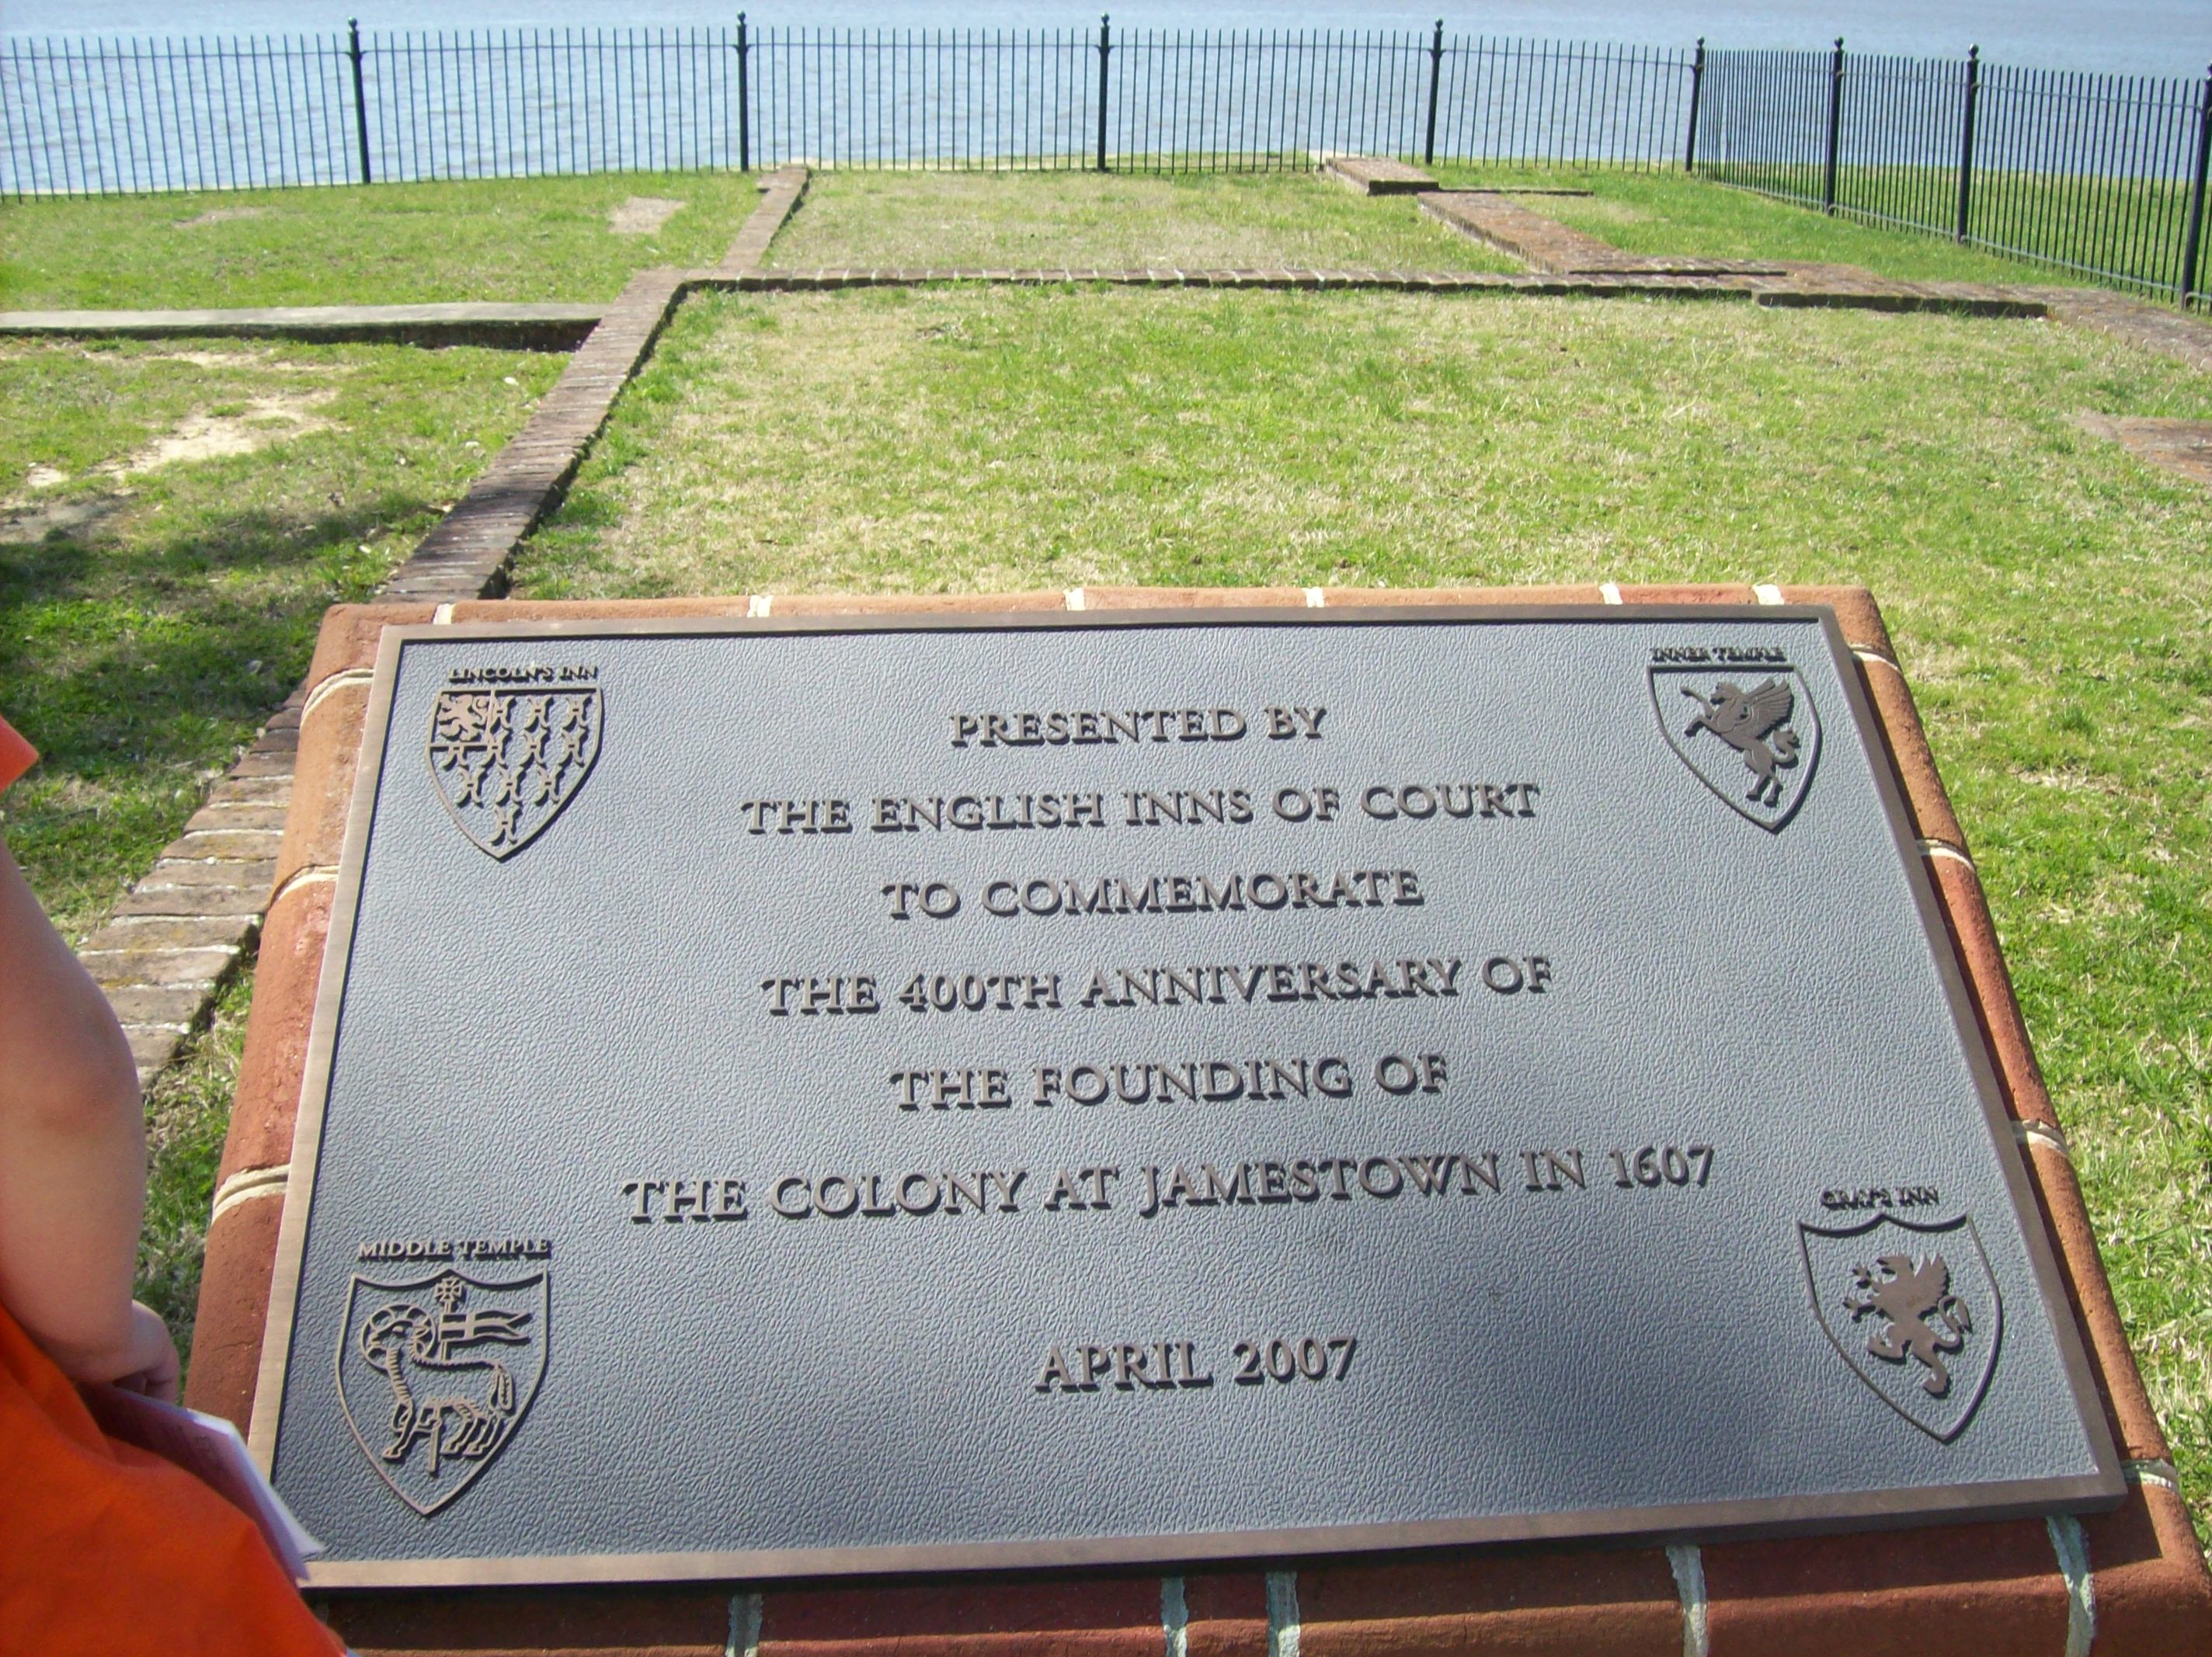 LINCOLN'S INN
INNER TEMPLE
PRESENTED BY
THE ENGLISH INNS OF COURT
TO COMMEMORATE
THE 400TH ANNIVERSARY OF
THE FOUNDING OF
THE COLONY AT JAMESTOWN IN 1607
MIDDLE TEMPLE
GRAY'S INN
APRIL 2007